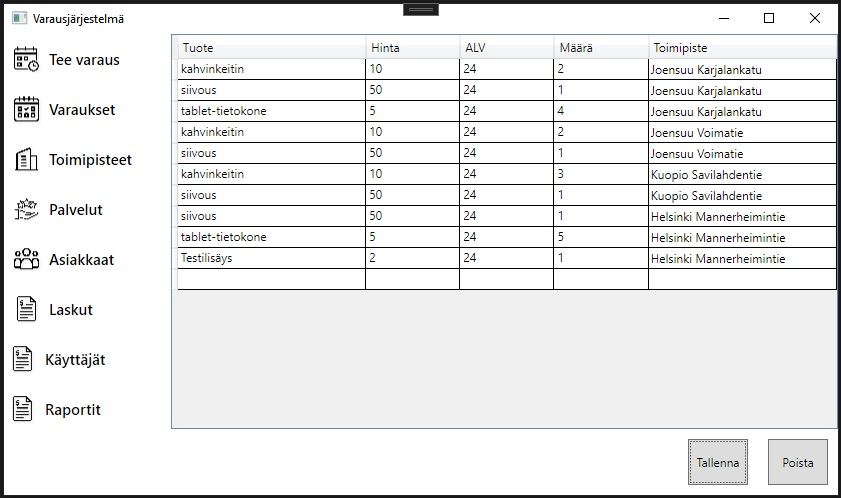 Varausjärjestelmä
Tee varaus
Varaukset
Toimipisteet
Palvelut
Asiakkaat
Laskut
Käyttäjät
Raportit
Tuote Hinta ALV Määrä Toimipiste
kahvinkeitin 10 24 2 Joensuu Karjalankatu
siivous 50 24 1 Joensuu Karjalankatu
tablet-tietokone 5 24 4 Joensuu Karjalankatu
kahvinkeitin 10 24 2 Joensuu Voimatie
siivous 50 24 1 Joensuu Voimatie
kahvinkeitin 10 24 3 Kuopio Savilahdentie
siivous 50 24 1 Kuopio Savilahdentie
siivous 50 24 1 Helsinki Mannerheimintie
tablet-tietokone 5 24 5 Helsinki Mannerheimintie
Testilisäys 2 24 1 Helsinki Mannerheimintie
Tallenna Poista